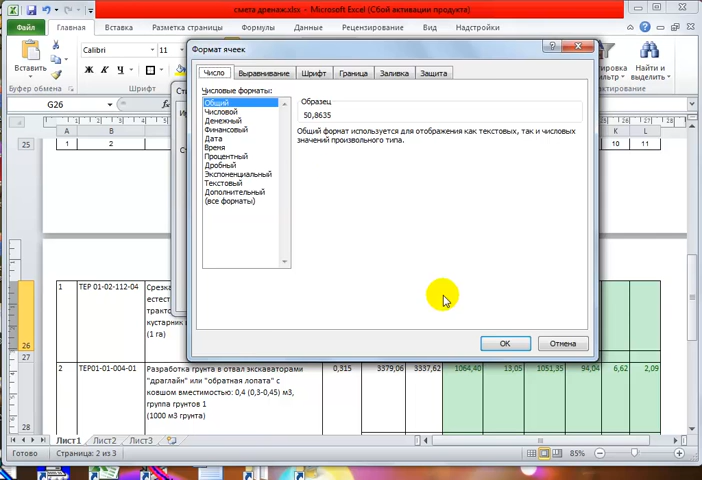 смета дренаж.xlsx - Microsoft Excel (Сбой активации продукта)
Файл Главная Вставка Разметка страницы Формулы Вид Надстройки
Вставить
Calibri 11
Ж К Ч
Найти и
выделить
Буфер обмена Шрифт
G26
Формат ячеек
Число Выравнивание Шрифт Граница Заливка Защита
Числовые форматы:
Общий
Числовой
Денежный
Финансовый
Дата
Время
Процентный
Дробный
Экспоненциальный
Текстовый
Дополнительный
(все форматы)
Образец
50,8635
Общий формат используется для отображения как текстовых, так и числовых
значений произвольного типа.
OK Отмена
A B K L
25 1 2 10 11
1 ТЕР 01-02-112-04 Срезка
естест
тракто
кустарник
(1 га)
26
27
2 ТЕР01-01-004-01 Разработка грунта в отвал экскаваторами 0,315 3379,06 3337,62 1064,40 13,05 1051,35 94,04 6,62 2,09
"драглайн" или "обратная лопата" с
ковшом вместимостью: 0,4 (0,3-0,45) м3,
группа грунтов 1
(1000 м3 грунта)
28
Лист1 Лист2 Лист3
Готово Страница: 2 из 3 85%